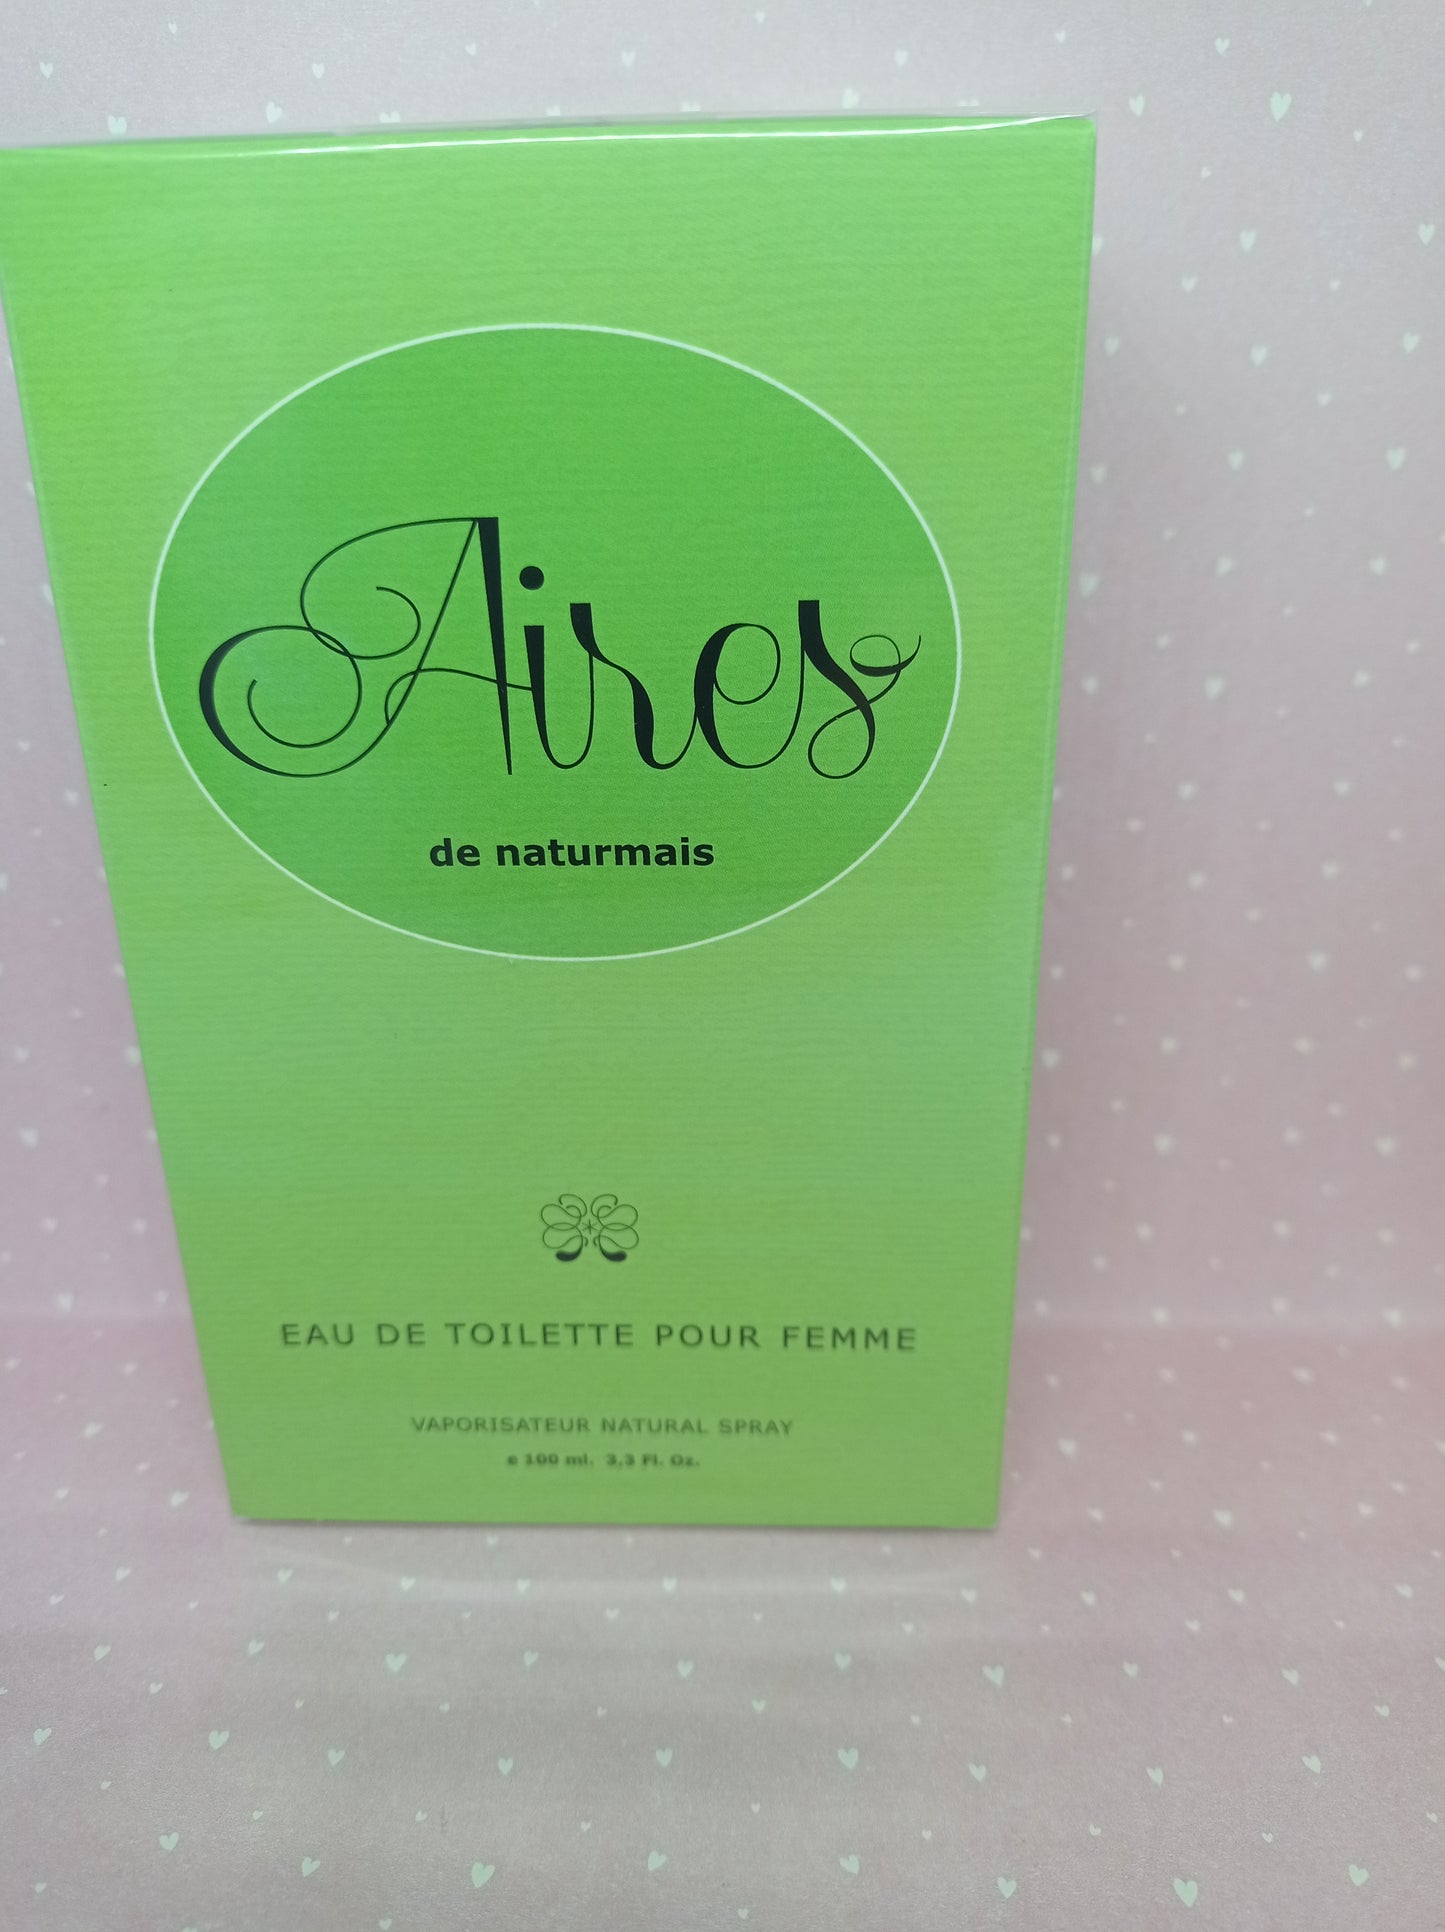 Aires
de naturmais
EAU DE TOILETTE POUR FEMME
VAPORISATEUR NATURAL SPRAY
e 100 ml. 3,3 Fl. Oz.